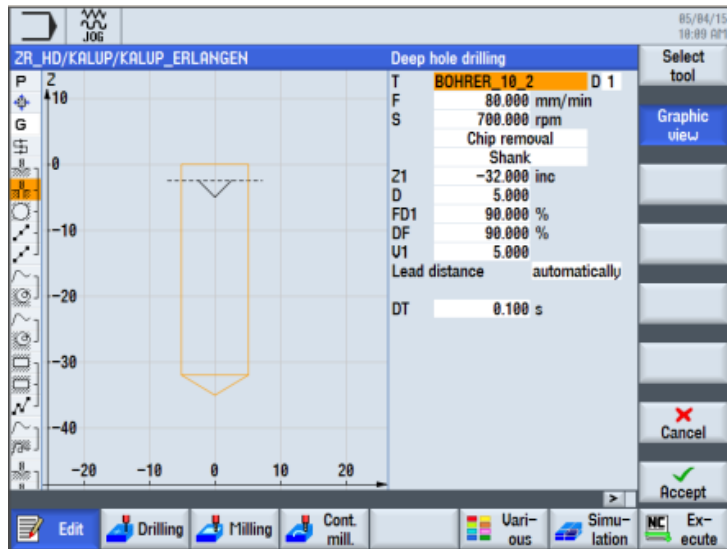 JOG
05/04/15
10:09 AM
ZR_HD/KALUP/KALUP_ERLANGEN
Deep hole drilling
Select
tool
P
Z
T BOHRER_10_2 D 1
10
F 80.000 mm/min
G
S 700.000 rpm
Graphic
view
Chip removal
Shank
0
Z1 -32.000 inc
D 5.000
FD1 90.000 %
-10
DF 90.000 %
V1 5.000
Lead distance automatically
-20
DT 0.100 s
-30
-40
Cancel
-20 -10 0 10 20
Accept
>
Edit
Drilling
Milling
Cont.
mill.
Vari-
ous
Simu-
lation
NC
Ex-
ecute